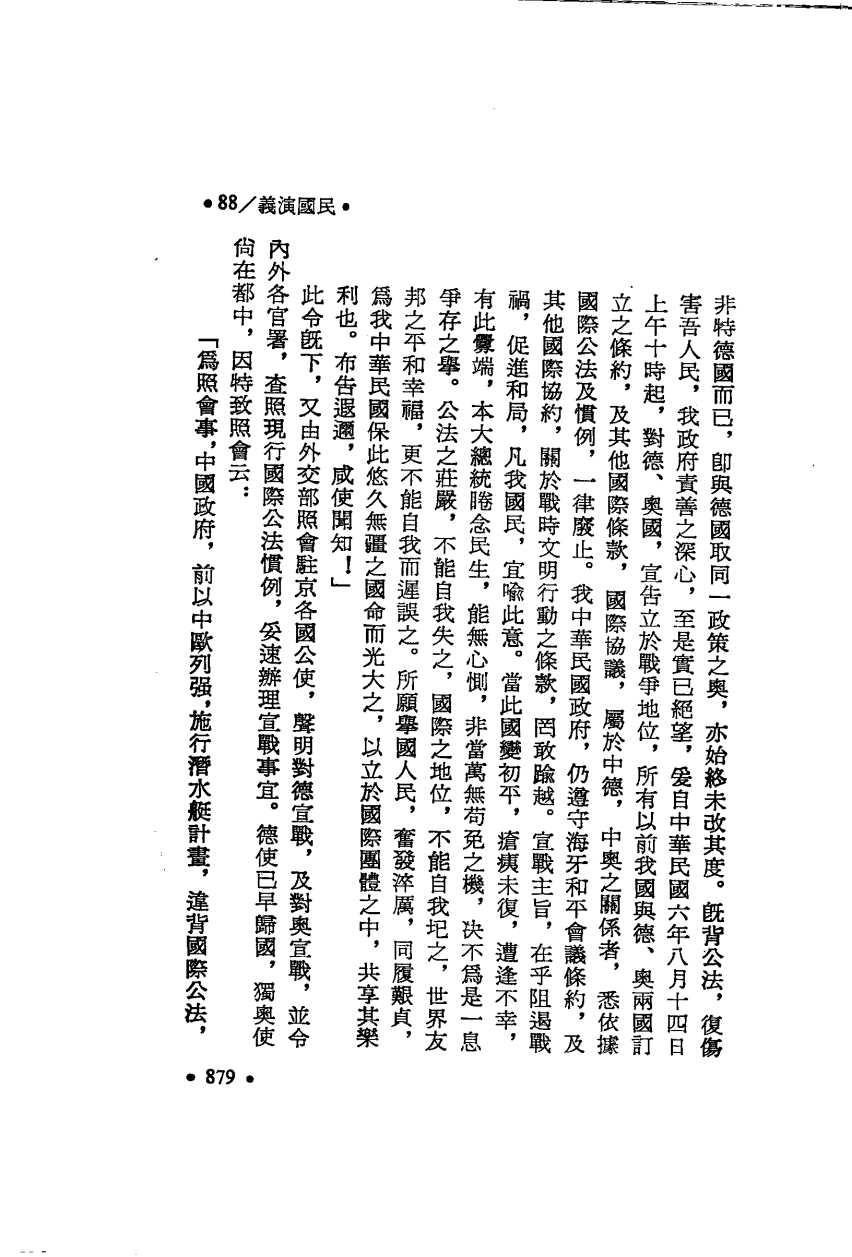 •88／義演國民•
非特德國而已，卽與德國取同一政策之奧，亦始終未改其度。旣背公法，復傷
害吾人民，我政府責善之深心，至是實已絕望，爰自中華民國六年八月十四日
上午十時起，對德、奧國，宣告立於戰爭地位，所有以前我國與德、奧兩國訂
立之條約，及其他國際條款，國際協議，屬於中德，中奧之關係者，悉依據
國際公法及慣例，一律廢止。我中華民國政府，仍遵守海牙和平會議條約，及
其他國際協約，關於戰時文明行動之條款，罔敢踰越。宣戰主旨，在乎阻遏戰
禍，促進和局，凡我國民，宜喻此意。當此國變初平，瘡痍未復，遭逢不幸，
有此釁端，本大總統睠念民生，能無心惻，非當萬無苟免之機，決不爲是一息
爭存之舉。公法之莊嚴，不能自我失之，國際之地位，不能自我圮之，世界友
邦之平和幸福，更不能自我而遲誤之。所願舉國人民，奮發淬厲，同履艱貞，
爲我中華民國保此悠久無疆之國命而光大之，以立於國際團體之中，共享其樂
利也。布告遐邇，咸使聞知！」
此令旣下，又由外交部照會駐京各國公使，聲明對德宣戰，及對奧宣戰，並令
內外各官署，查照現行國際公法慣例，妥速辦理宣戰事宜。德使已早歸國，獨奧使
尙在都中，因特致照會云：
「爲照會事，中國政府，前以中歐列强，施行潛水艇計畫，違背國際公法，
•879•